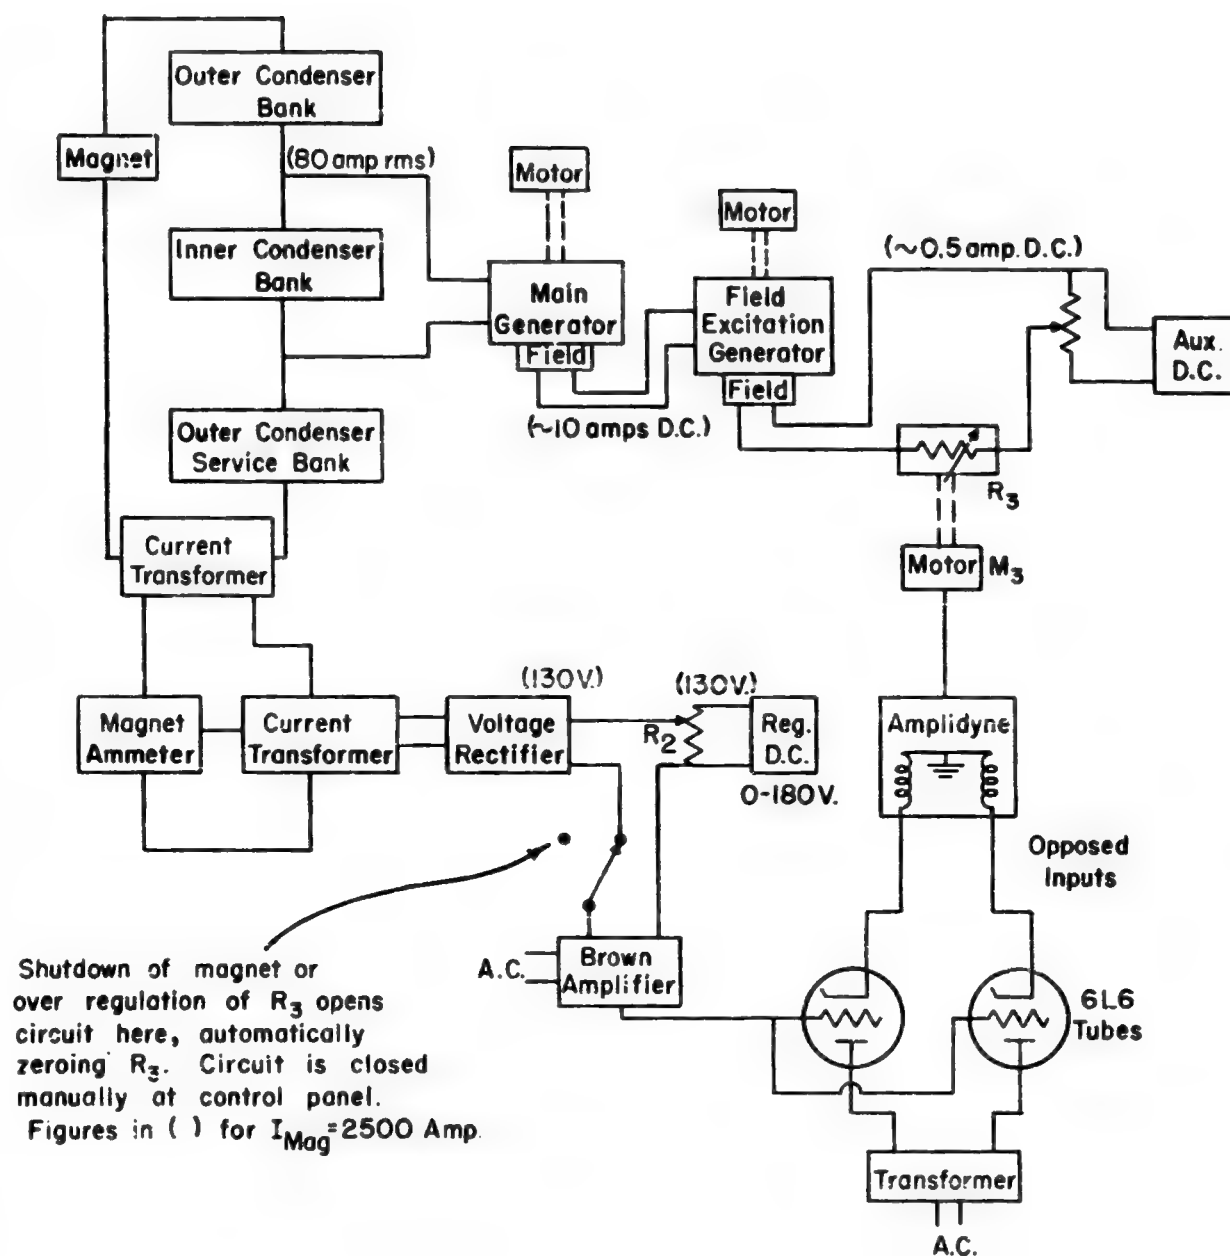 Outer Condenser
Bank
Magnet
(80 amp rms)
Inner Condenser
Bank
Outer Condenser
Service Bank
Motor
Main
Generator
Field
(~10 amps D.C.)
Motor
Field
Excitation
Generator
Field
(~0.5 amp. D.C.)
Aux.
D.C.
R3
Motor M3
Current
Transformer
Magnet
Ammeter
Current
Transformer
(130V.)
Voltage
Rectifier
R2
(130V.)
Reg.
D.C.
0-180V.
Amplidyne
Opposed
Inputs
A.C.
Brown
Amplifier
6L6
Tubes
Transformer
A.C.
Shutdown of magnet or
over regulation of R3 opens
circuit here, automatically
zeroing R3. Circuit is closed
manually at control panel.
Figures in ( ) for IMag=2500 Amp.